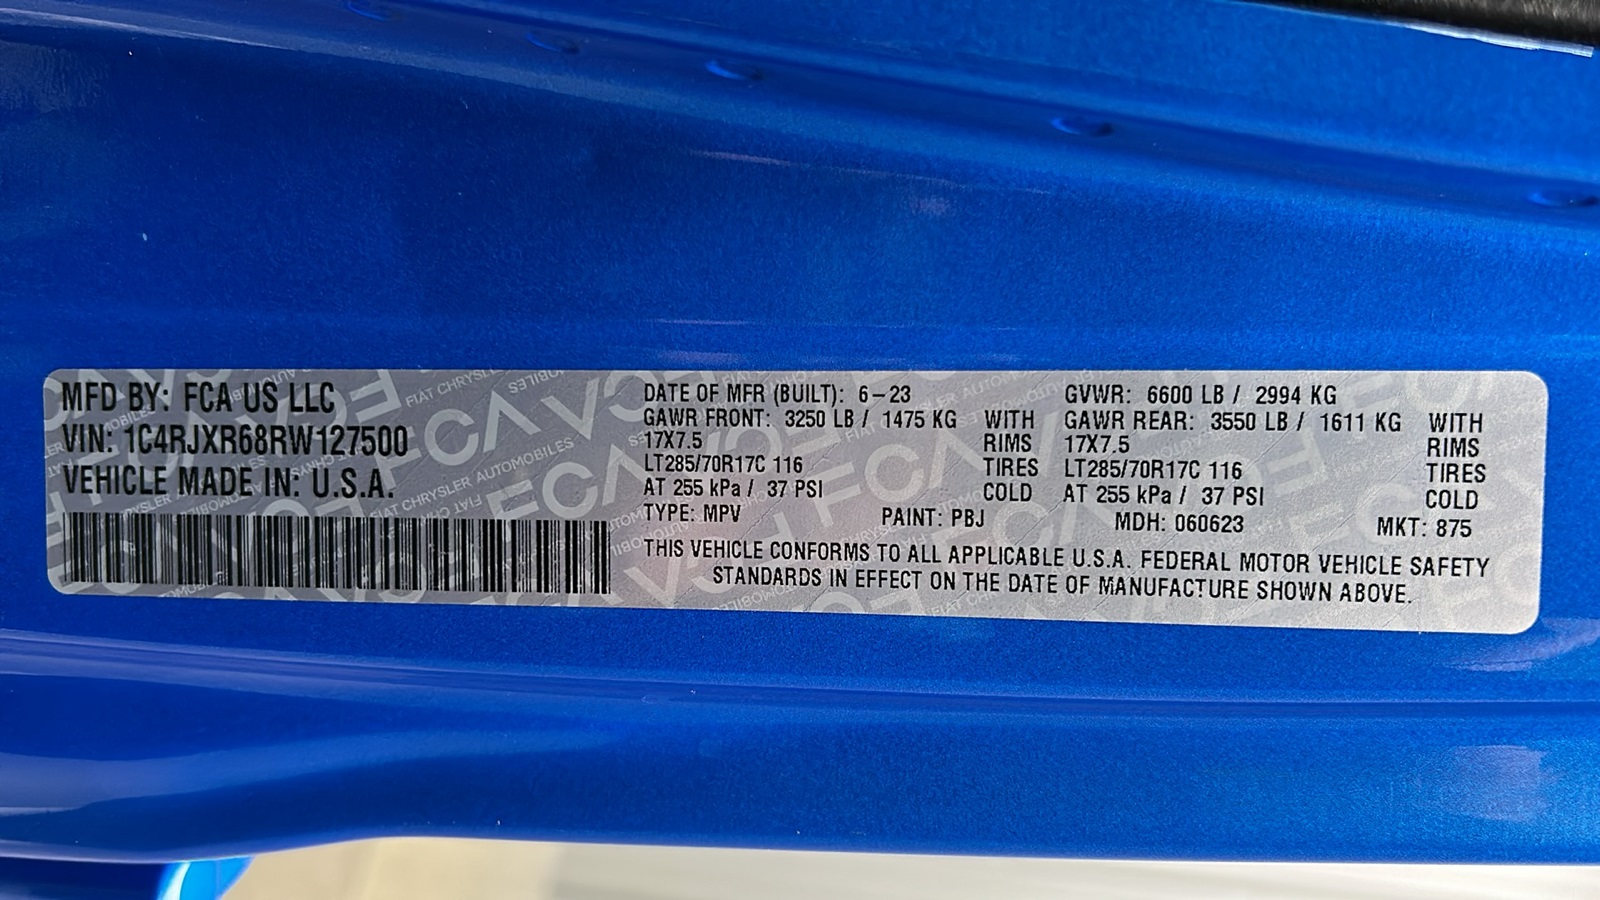 MFD BY: FCA US LLC
VIN: 1C4RJXR68RW127500
VEHICLE MADE IN: U.S.A.
DATE OF MFR (BUILT): 6-23
GAWR FRONT: 3250 LB / 1475 KG WITH
17X7.5 RIMS
LT285/70R17C 116 TIRES
AT 255 kPa / 37 PSI COLD
GVWR: 6600 LB / 2994 KG
GAWR REAR: 3550 LB / 1611 KG WITH
17X7.5 RIMS
LT285/70R17C 116 TIRES
AT 255 kPa / 37 PSI COLD
TYPE: MPV PAINT: PBJ MDH: 060623 MKT: 875
THIS VEHICLE CONFORMS TO ALL APPLICABLE U.S.A. FEDERAL MOTOR VEHICLE SAFETY
STANDARDS IN EFFECT ON THE DATE OF MANUFACTURE SHOWN ABOVE.
FCA
FIAT CHRYSLER AUTOMOBILES